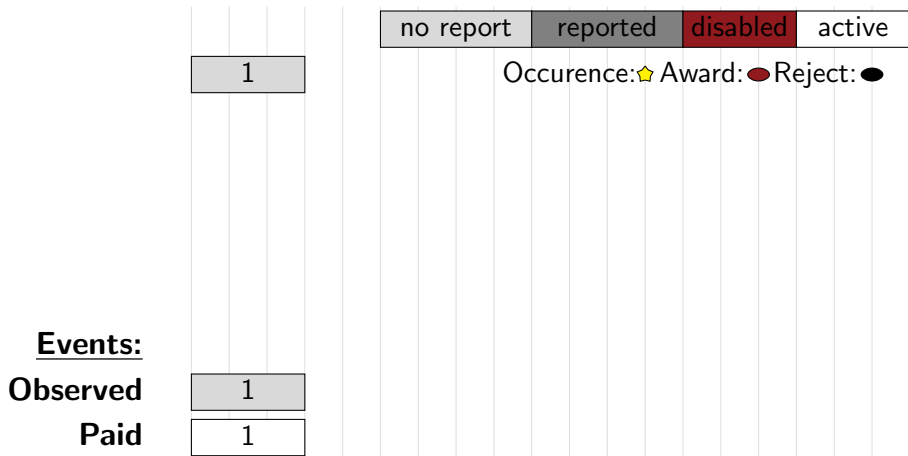 no report reported disabled active
1 Occurence: Award: Reject:
Events:
Observed 1
Paid 1